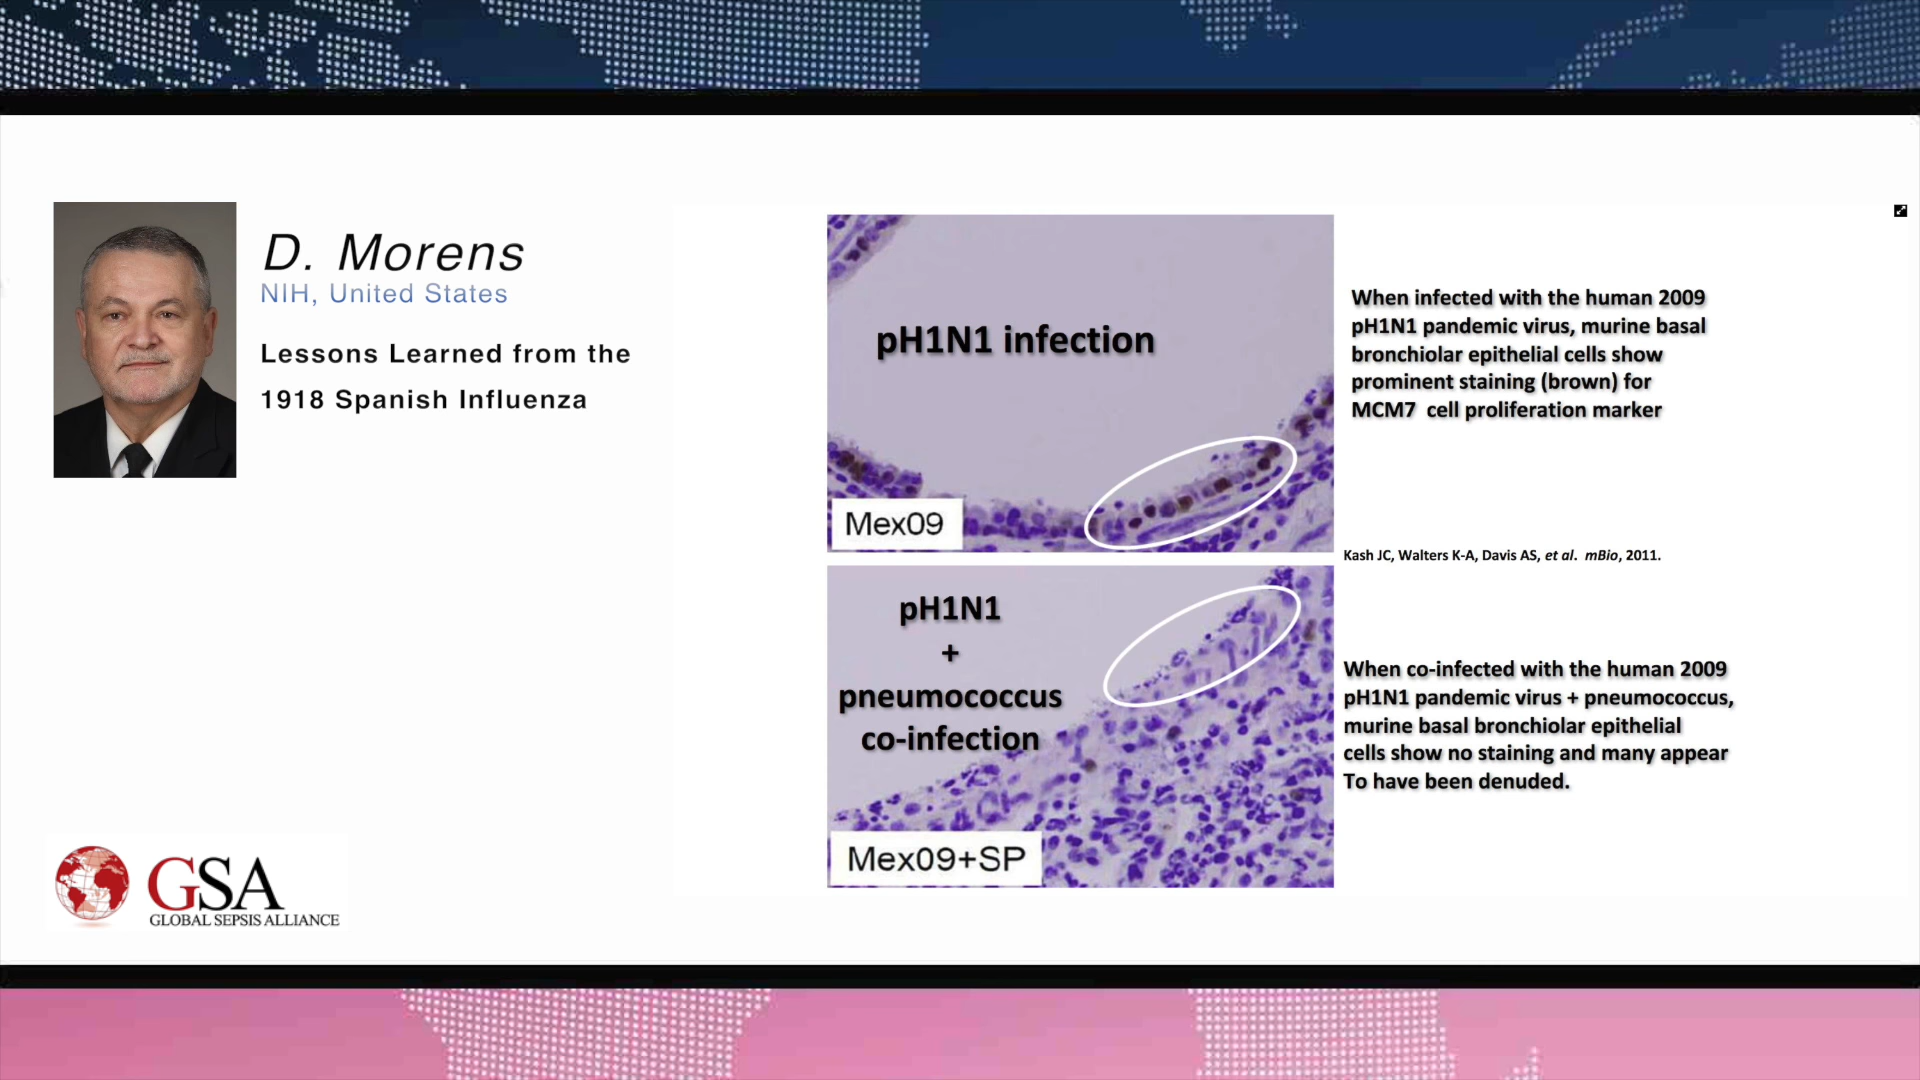 D. Morens
NIH, United States
Lessons Learned from the
1918 Spanish Influenza
GSA
GLOBAL SEPSIS ALLIANCE
pH1N1 infection
Mex09
When infected with the human 2009
pH1N1 pandemic virus, murine basal
bronchiolar epithelial cells show
prominent staining (brown) for
MCM7 cell proliferation marker
Kash JC, Walters K-A, Davis AS, et al. mBio, 2011.
pH1N1
+
pneumococcus
co-infection
Mex09+SP
When co-infected with the human 2009
pH1N1 pandemic virus + pneumococcus,
murine basal bronchiolar epithelial
cells show no staining and many appear
To have been denuded.